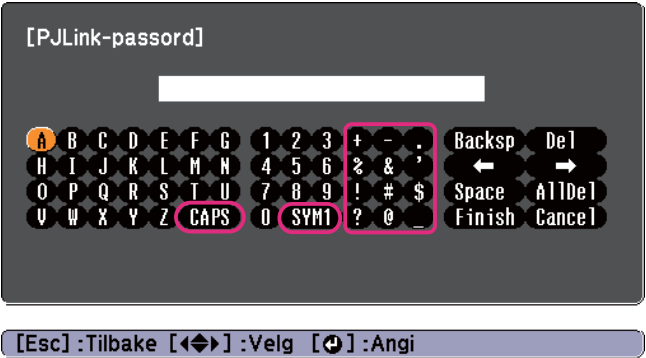 [PJLink-passord]
A B C D E F G 1 2 3 + - . Backsp Del
H I J K L M N 4 5 6 % & ' ← →
O P Q R S T U 7 8 9 ! # $ Space AllDel
V W X Y Z CAPS 0 SYM1 ? @ _ Finish Cancel
[Esc] :Tilbake [◀◆▶] :Velg [↵] :Angi